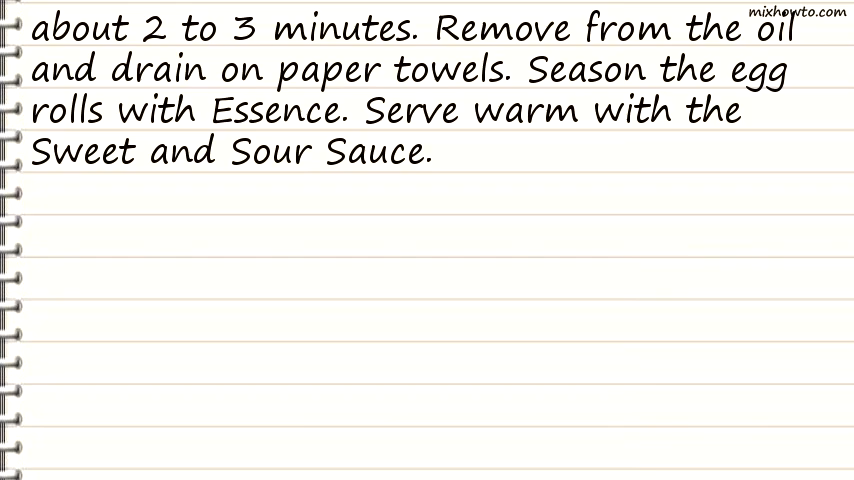 mixhowto.com
about 2 to 3 minutes. Remove from the oil
and drain on paper towels. Season the egg
rolls with Essence. Serve warm with the
Sweet and Sour Sauce.